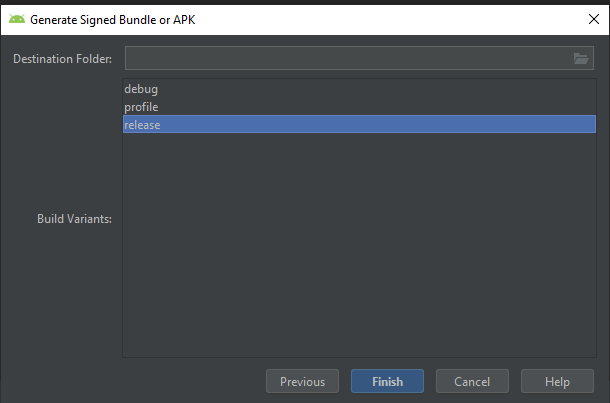 Generate Signed Bundle or APK
Destination Folder:
debug
profile
release
Build Variants:
Previous
Finish
Cancel
Help